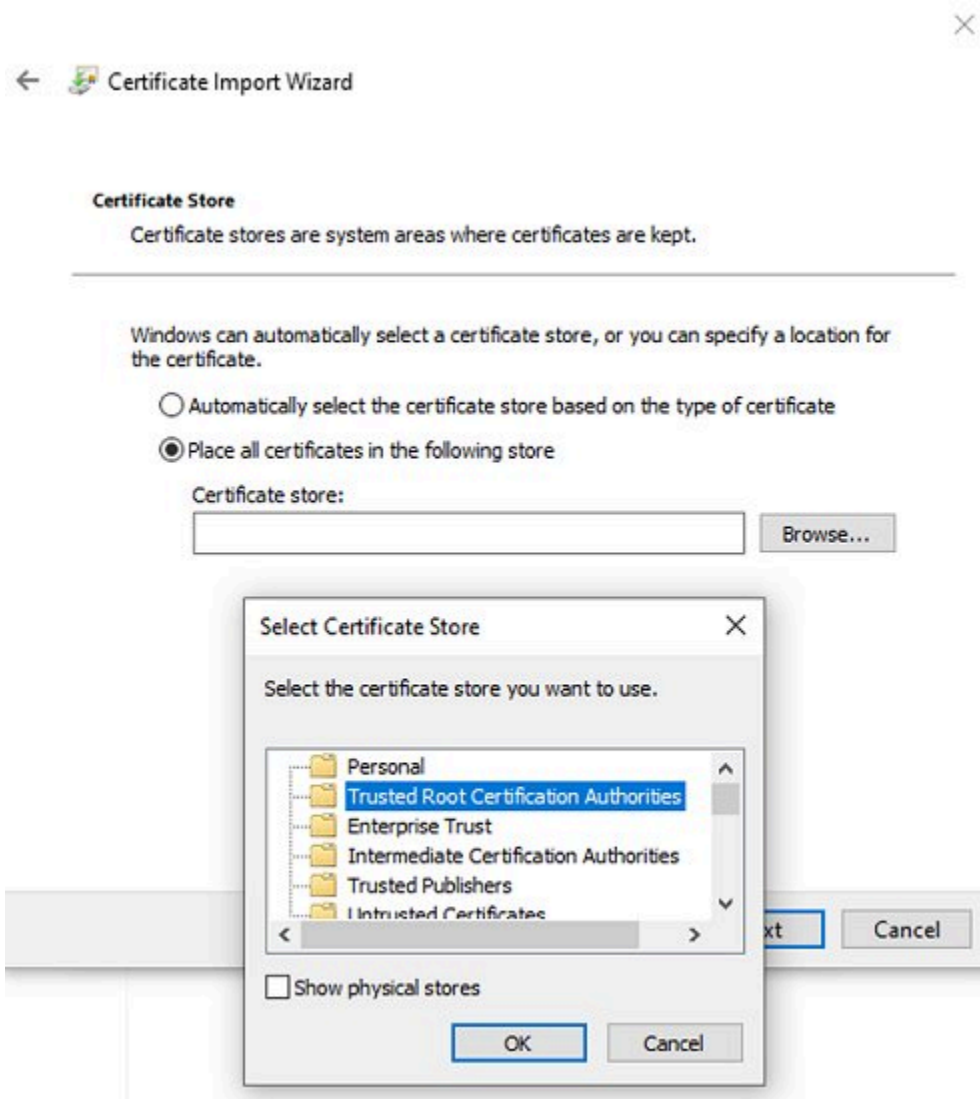 Certificate Import Wizard
Certificate Store
Certificate stores are system areas where certificates are kept.
Windows can automatically select a certificate store, or you can specify a location for
the certificate.
Automatically select the certificate store based on the type of certificate
Place all certificates in the following store
Certificate store:
Browse...
Select Certificate Store
Select the certificate store you want to use.
Personal
Trusted Root Certification Authorities
Enterprise Trust
Intermediate Certification Authorities
Trusted Publishers
Untrusted Certificates
xt
Cancel
Show physical stores
OK
Cancel